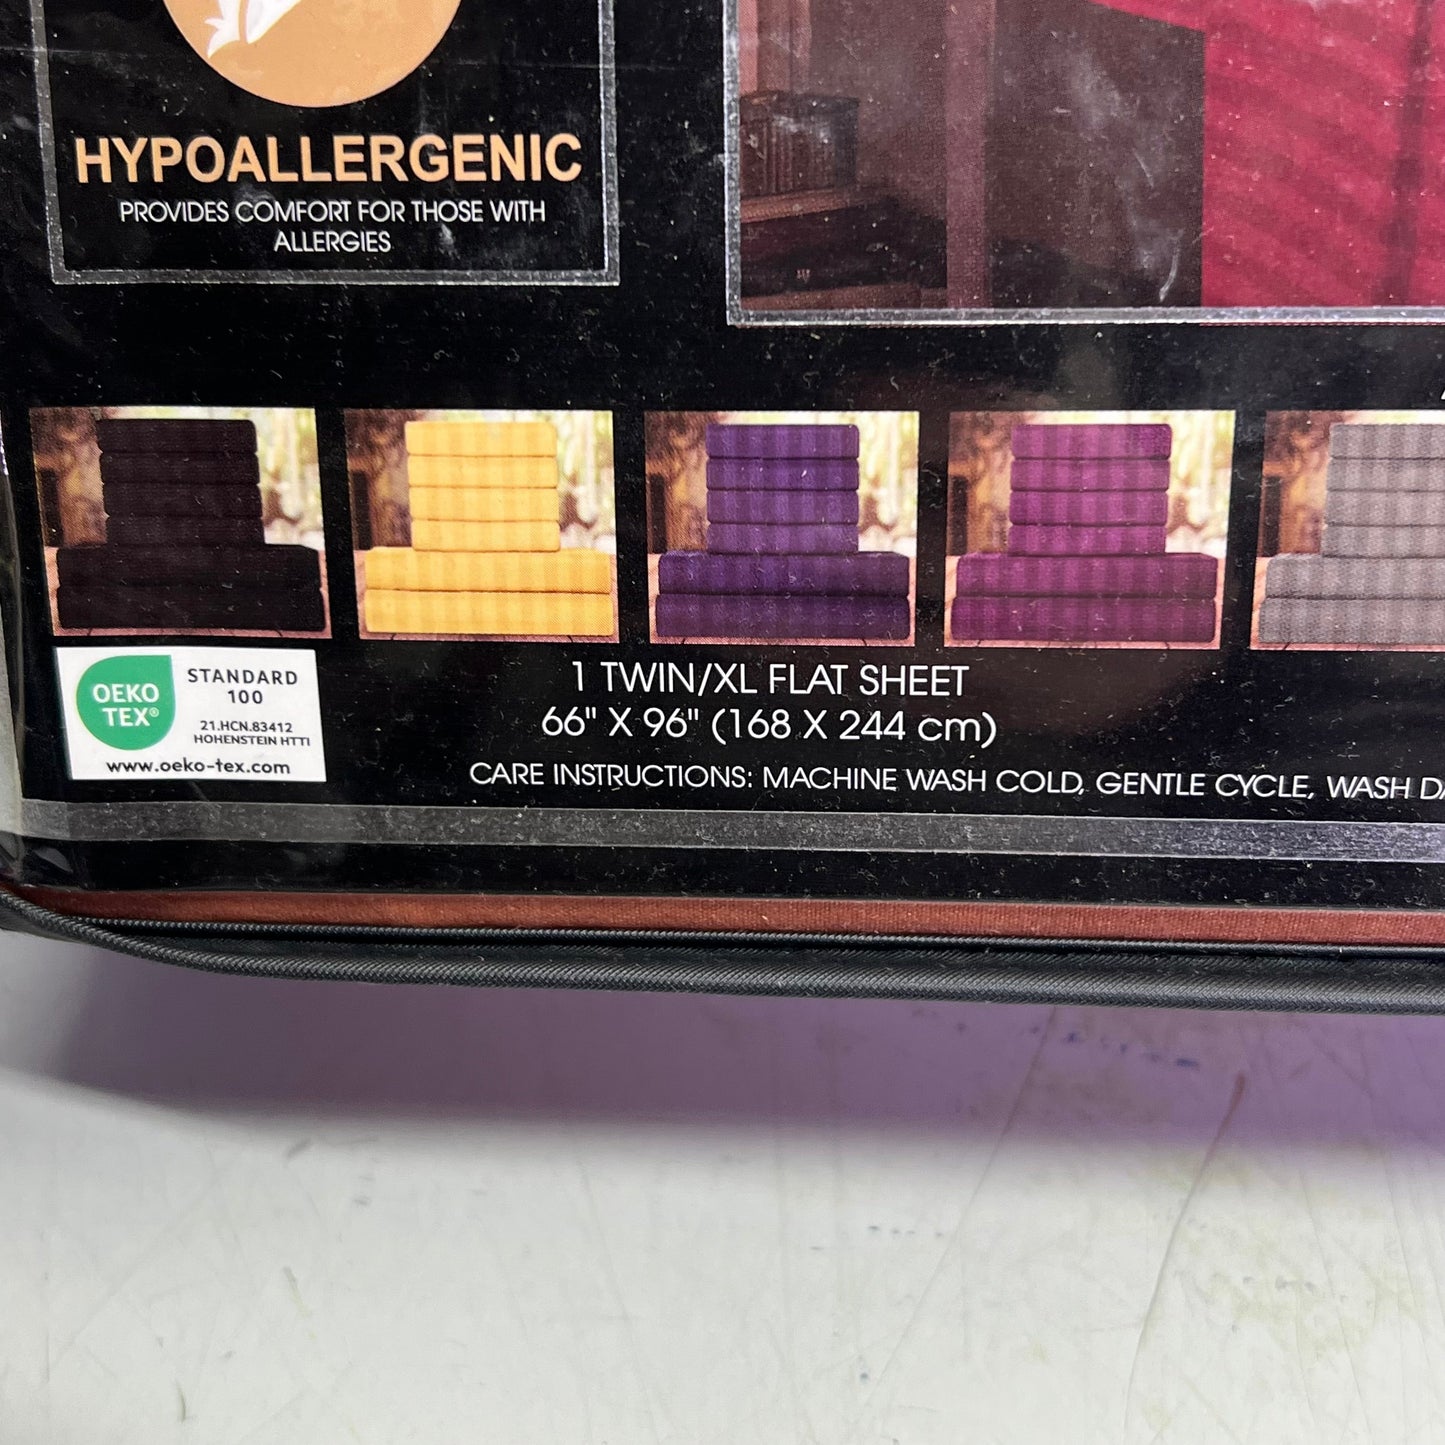 HYPOALLERGENIC
PROVIDES COMFORT FOR THOSE WITH
ALLERGIES
OEKO
TEX®
STANDARD
100
21.HCN.83412
HOHENSTEIN HTTI
www.oeko-tex.com
1 TWIN/XL FLAT SHEET
66" X 96" (168 X 244 cm)
CARE INSTRUCTIONS: MACHINE WASH COLD, GENTLE CYCLE, WASH